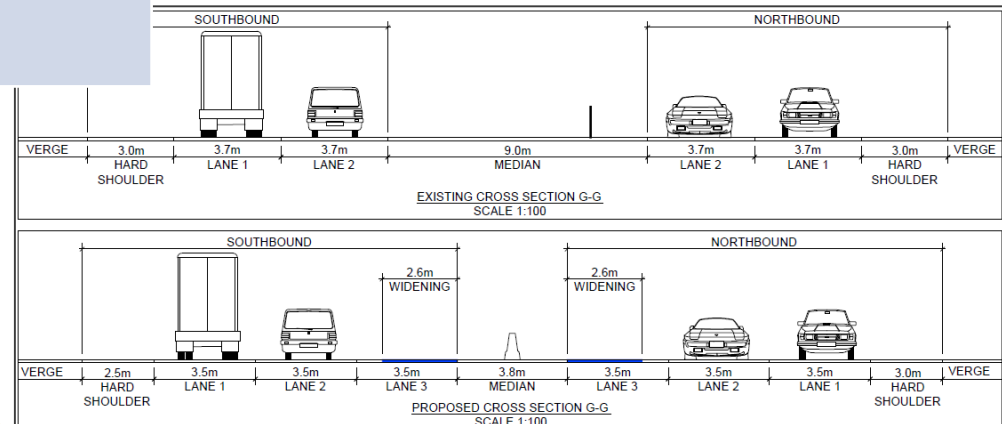 SOUTHBOUND NORTHBOUND
VERGE 3.0m 3.7m 3.7m 9.0m 3.7m 3.7m 3.0m VERGE
HARD LANE 1 LANE 2 MEDIAN LANE 2 LANE 1 HARD
SHOULDER SHOULDER
EXISTING CROSS SECTION G-G
SCALE 1:100
SOUTHBOUND NORTHBOUND
2.6m 2.6m
WIDENING WIDENING
VERGE 2.5m 3.5m 3.5m 3.5m 3.8m 3.5m 3.5m 3.5m 3.0m VERGE
HARD LANE 1 LANE 2 LANE 3 MEDIAN LANE 3 LANE 2 LANE 1 HARD
SHOULDER SHOULDER
PROPOSED CROSS SECTION G-G
SCALE 1:100